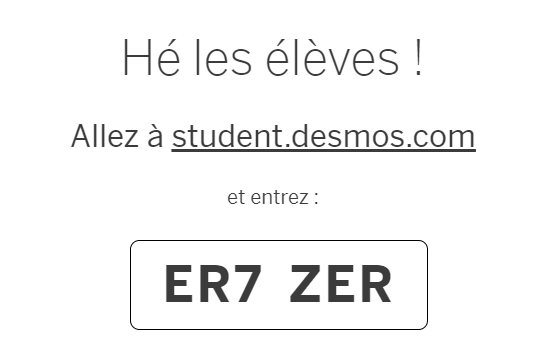 Hé les élèves !
Allez à student.desmos.com
et entrez :
ER7 ZER